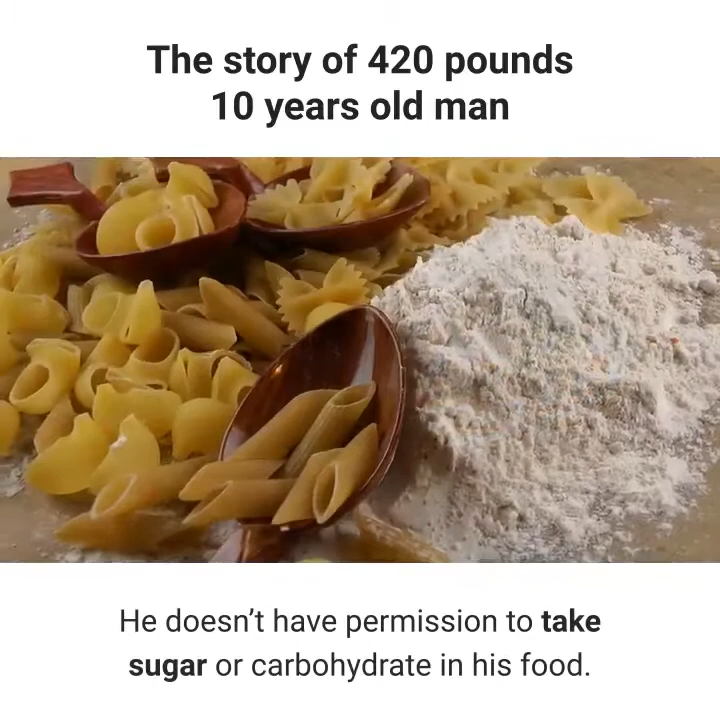 The story of 420 pounds
10 years old man
He doesn’t have permission to take
sugar or carbohydrate in his food.